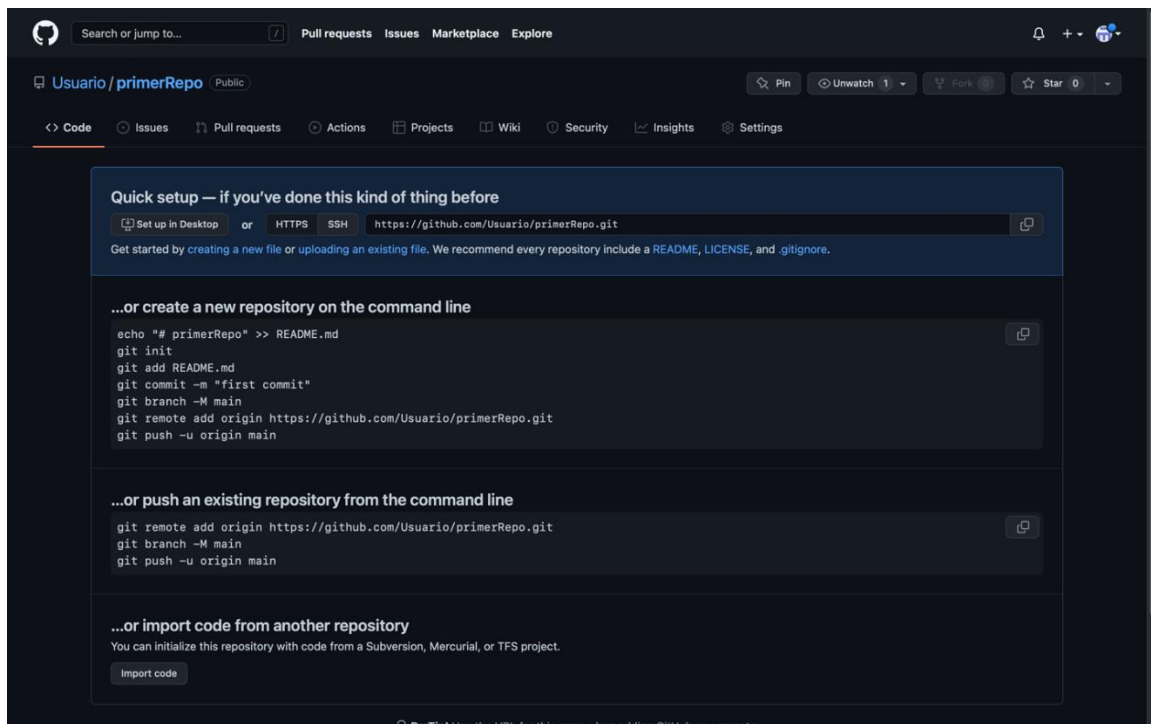 Search or jump to... /
Pull requests Issues Marketplace Explore
Usuario / primerRepo Public
Pin Unwatch 1 Fork 0 Star 0
<> Code Issues Pull requests Actions Projects Wiki Security Insights Settings
Quick setup — if you've done this kind of thing before
Set up in Desktop or HTTPS SSH https://github.com/Usuario/primerRepo.git
Get started by creating a new file or uploading an existing file. We recommend every repository include a README, LICENSE, and .gitignore.
...or create a new repository on the command line
echo "# primerRepo" >> README.md
git init
git add README.md
git commit -m "first commit"
git branch -M main
git remote add origin https://github.com/Usuario/primerRepo.git
git push -u origin main
...or push an existing repository from the command line
git remote add origin https://github.com/Usuario/primerRepo.git
git branch -M main
git push -u origin main
...or import code from another repository
You can initialize this repository with code from a Subversion, Mercurial, or TFS project.
Import code